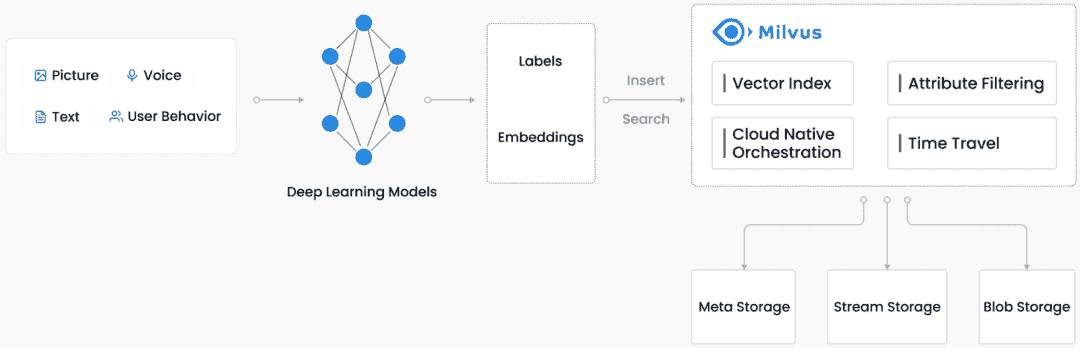 Picture
Voice
Text
User Behavior
Deep Learning Models
Labels
Embeddings
Insert
Search
Milvus
Vector Index
Attribute Filtering
Cloud Native
Orchestration
Time Travel
Meta Storage
Stream Storage
Blob Storage